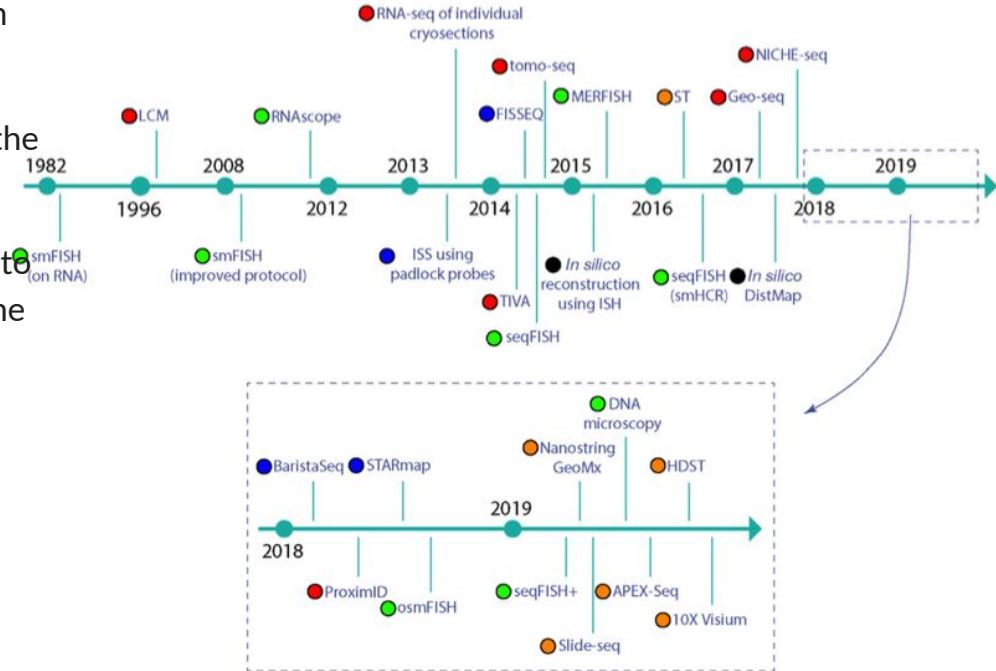 n
the
to
ne
RNA-seq of individual
cryosections
NICHE-seq
tomo-seq
MERFISH
ST
Geo-seq
LCM
RNAscope
FISSEQ
1982
2008
2013
2015
2017
2019
1996
2012
2014
2016
2018
smFISH
(on RNA)
smFISH
(improved protocol)
ISS using
padlock probes
In silico
reconstruction
using ISH
seqFISH
(smHCR)
In silico
DistMap
TIVA
seqFISH
DNA
microscopy
Nanostring
GeoMx
BaristaSeq
STARmap
HDST
2019
2018
ProximID
osmFISH
seqFISH+
APEX-Seq
10X Visium
Slide-seq